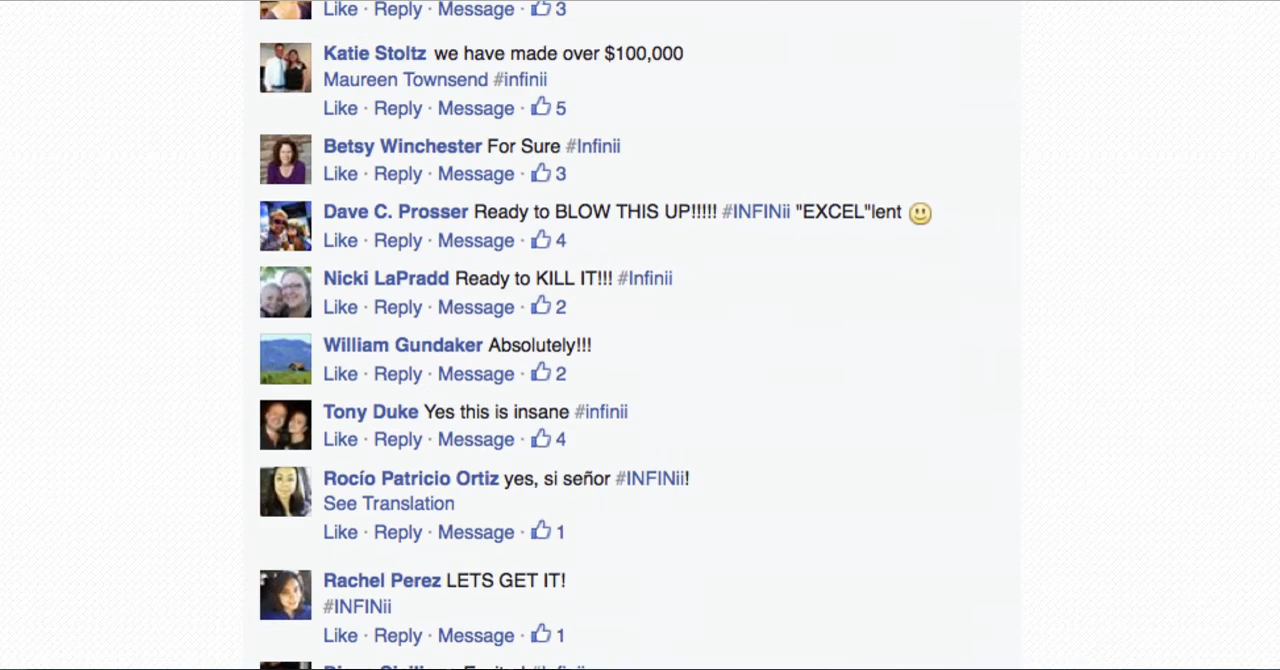 Like · Reply · Message · 3
Katie Stoltz we have made over $100,000
Maureen Townsend #infinii
Like · Reply · Message · 5
Betsy Winchester For Sure #Infinii
Like · Reply · Message · 3
Dave C. Prosser Ready to BLOW THIS UP!!!!! #INFINii "EXCEL"lent
Like · Reply · Message · 4
Nicki LaPradd Ready to KILL IT!!! #Infinii
Like · Reply · Message · 2
William Gundaker Absolutely!!!
Like · Reply · Message · 2
Tony Duke Yes this is insane #infinii
Like · Reply · Message · 4
Rocío Patricio Ortiz yes, si señor #INFINii!
See Translation
Like · Reply · Message · 1
Rachel Perez LETS GET IT!
#INFINii
Like · Reply · Message · 1